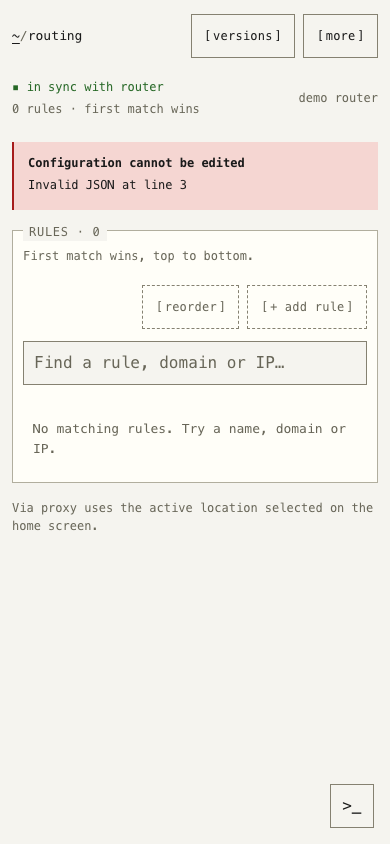 ~/routing
[versions]
[more]
▪ in sync with router
0 rules · first match wins
demo router
Configuration cannot be edited
Invalid JSON at line 3
RULES · 0
First match wins, top to bottom.
[reorder]
[+ add rule]
Find a rule, domain or IP…
No matching rules. Try a name, domain or
IP.
Via proxy uses the active location selected on the
home screen.
>_